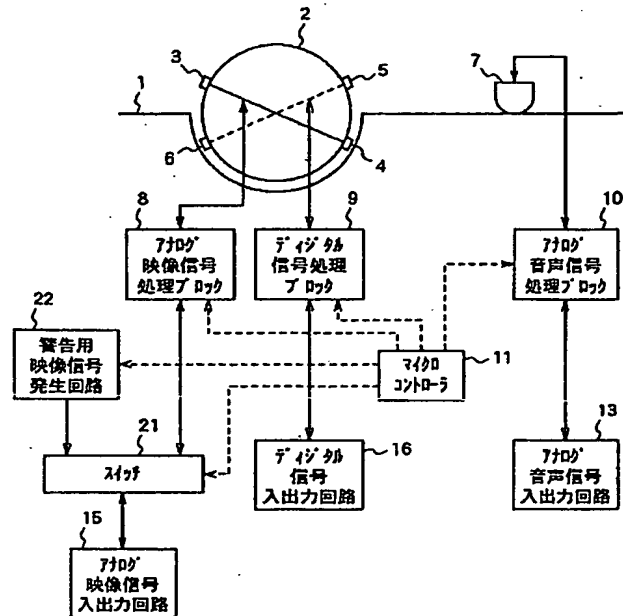 2
3
5
7
1
6
4
8
9
10
アナログ
映像信号
処理ブロック
ディジタル
信号処理
ブロック
アナログ
音声信号
処理ブロック
22
警告用
映像信号
発生回路
マイクロ
コントローラ
11
21
スイッチ
ディジタル
信号
入出力回路
16
13
アナログ
音声信号
入出力回路
15
アナログ
映像信号
入出力回路